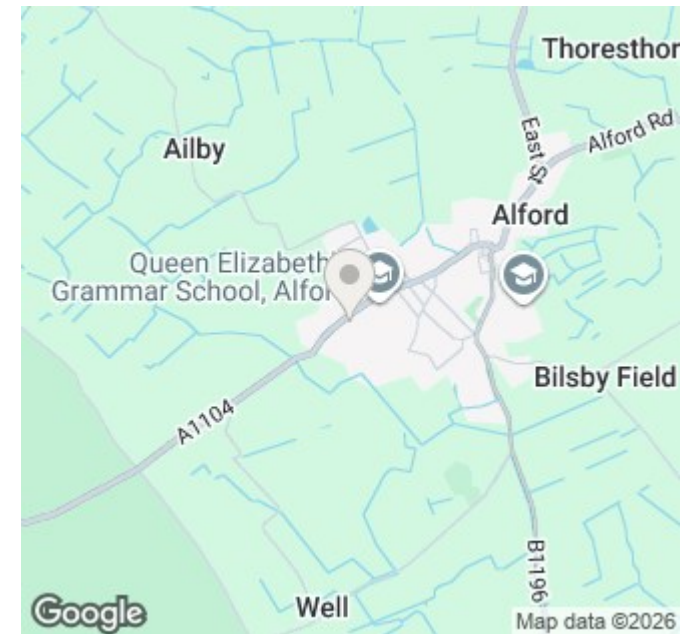 Thoresthor
Ailby
East St
Alford Rd
Alford
Queen Elizabeth'
Grammar School, Alfor
Bilsby Field
A1104
B1196
Well
Google
Map data ©2026